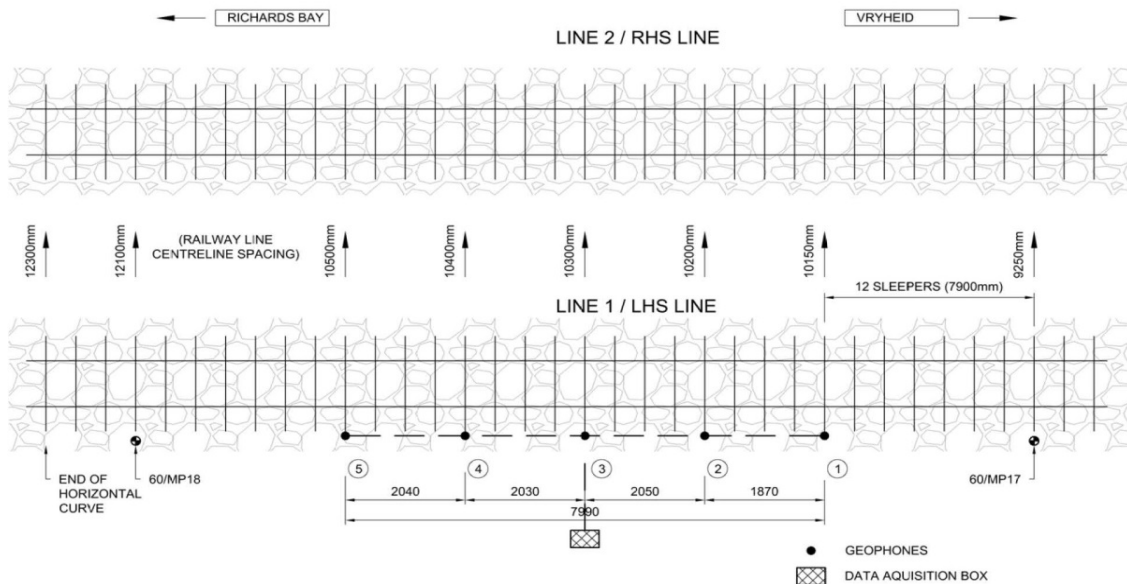 RICHARDS BAY
VRYHEID
LINE 2 / RHS LINE
12300mm
12100mm
(RAILWAY LINE
CENTRELINE SPACING)
10500mm
10400mm
10300mm
10200mm
10150mm
9250mm
12 SLEEPERS (7900mm)
LINE 1 / LHS LINE
END OF
HORIZONTAL
CURVE
60/MP18
5
4
3
2
1
60/MP17
2040
2030
2050
1870
7990
GEOPHONES
DATA AQUISITION BOX